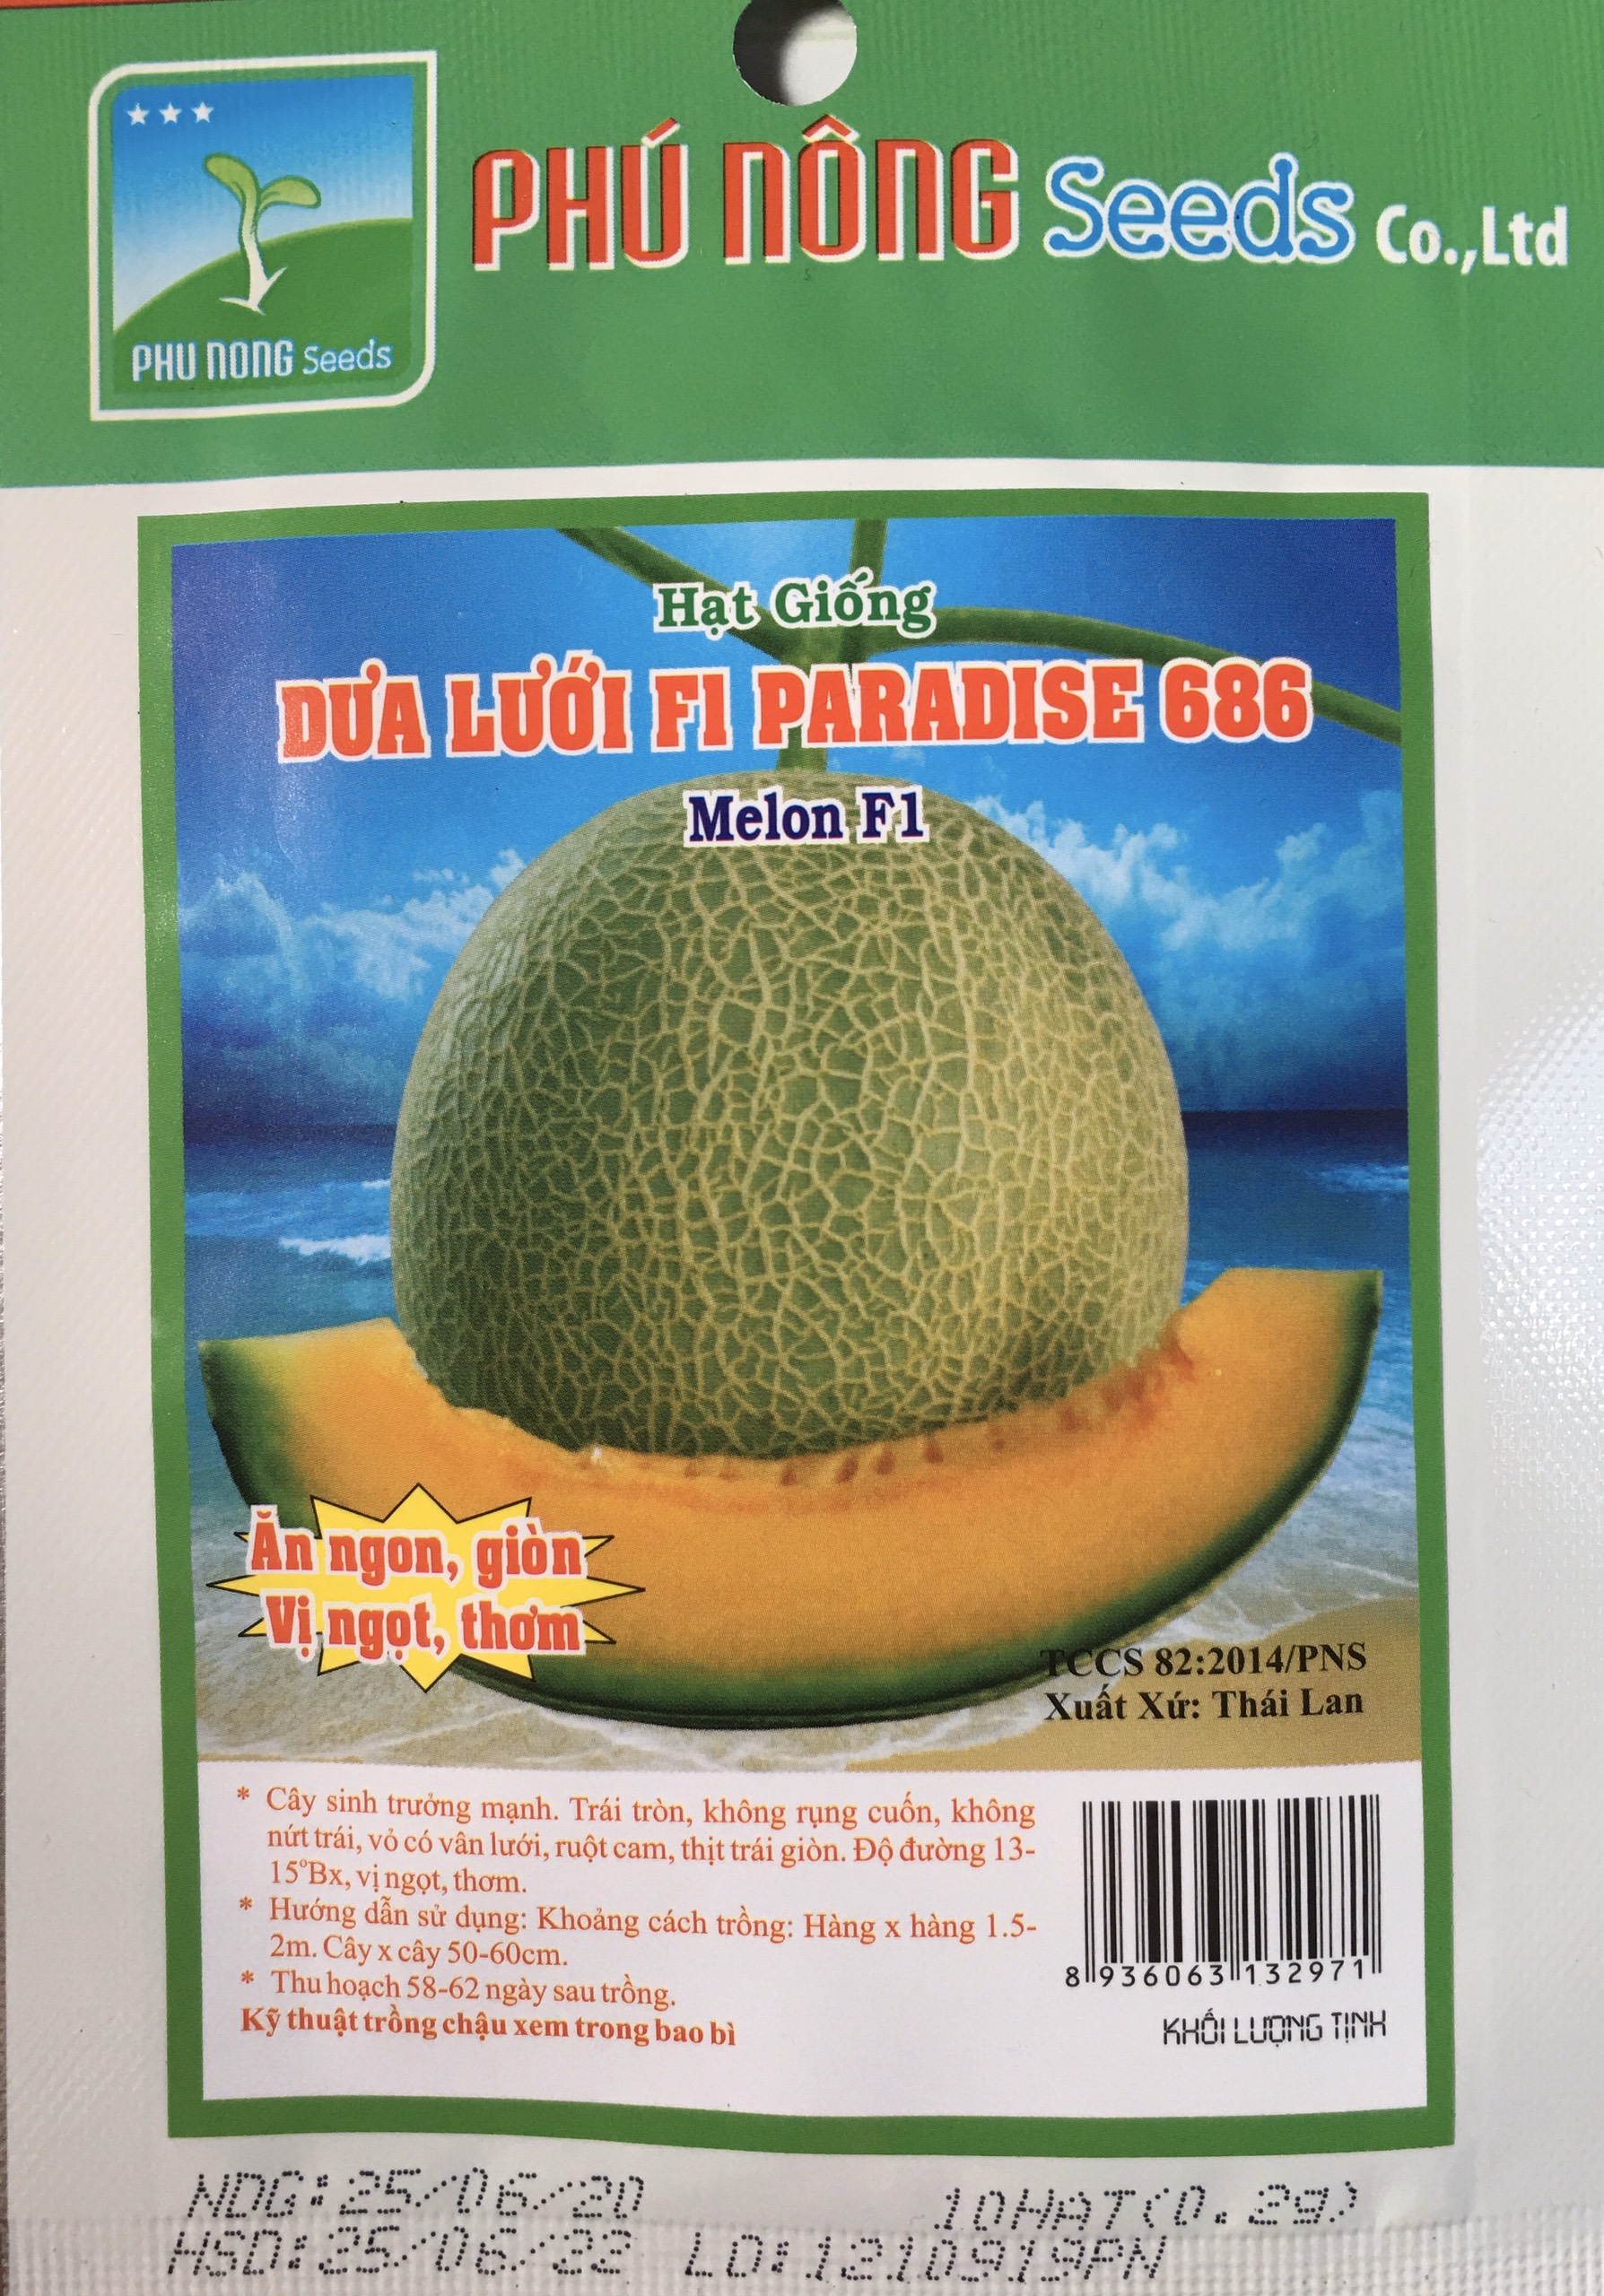 PHÚ NÔNG Seeds Co.,Ltd
PHU NONG Seeds
Hạt Giống
DƯA LƯỚI F1 PARADISE 686
Melon F1
Ăn ngon, giòn
Vị ngọt, thơm
TCCS 82:2014/PNS
Xuất Xứ: Thái Lan
* Cây sinh trưởng mạnh. Trái tròn, không rụng cuốn, không
nứt trái, vỏ có vân lưới, ruột cam, thịt trái giòn. Độ đường 13-
15°Bx, vị ngọt, thơm.
* Hướng dẫn sử dụng: Khoảng cách trồng: Hàng x hàng 1.5-
2m. Cây x cây 50-60cm.
* Thu hoạch 58-62 ngày sau trồng.
Kỹ thuật trồng chậu xem trong bao bì
8 936063 132971
KHỐI LƯỢNG TỊNH
NDG:25/06/20 10HAT(0.2g)
HSD:25/06/22 LO:12109.19PN